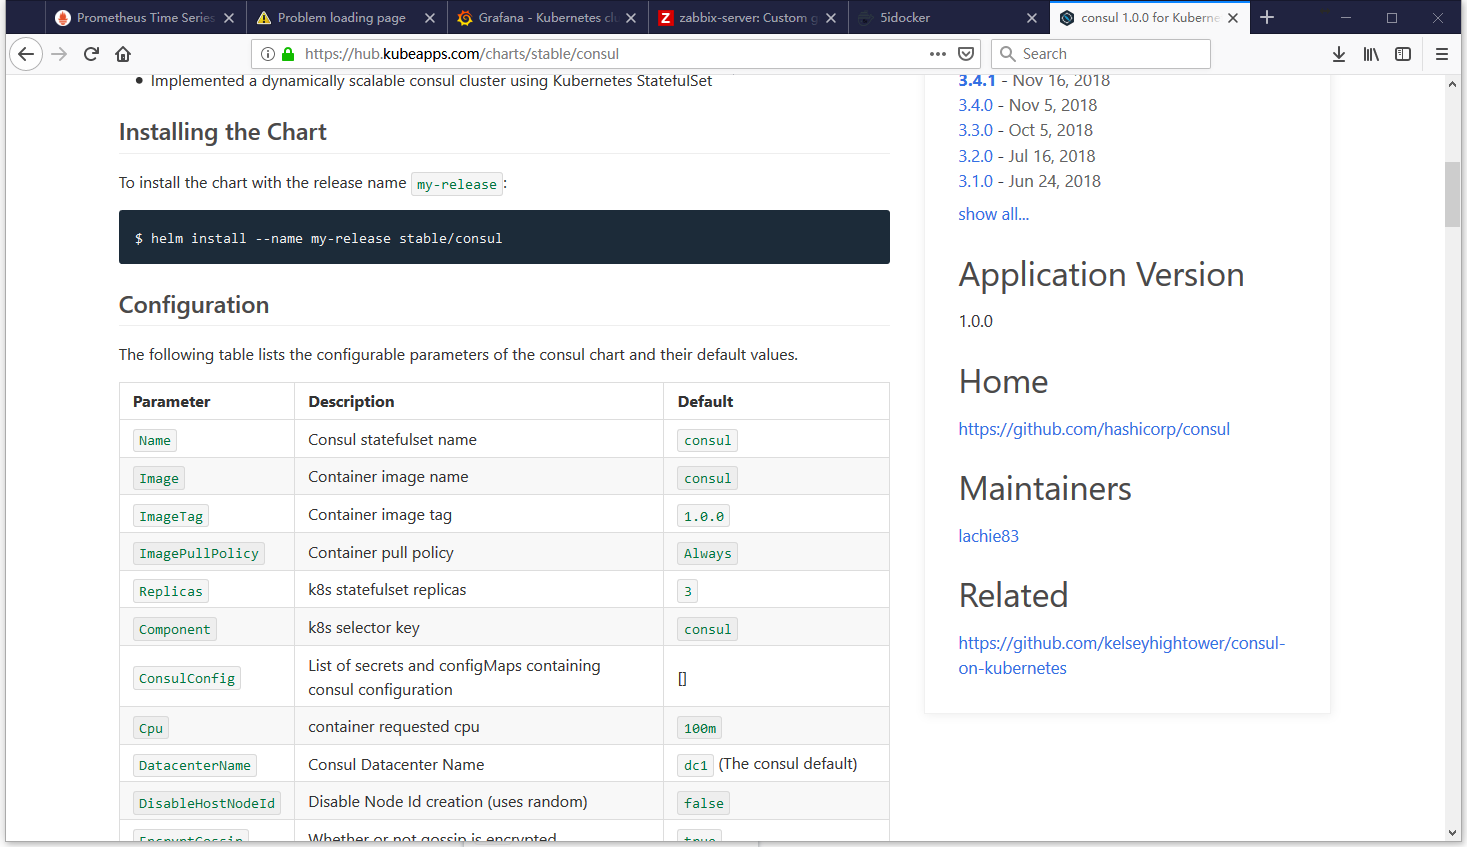 Prometheus Time Series
Problem loading page
Grafana - Kubernetes clu
zabbix-server: Custom g
5idocker
consul 1.0.0 for Kuberne
https://hub.kubeapps.com/charts/stable/consul
Search
Implemented a dynamically scalable consul cluster using Kubernetes StatefulSet
Installing the Chart
To install the chart with the release name my-release:
$ helm install --name my-release stable/consul
Configuration
The following table lists the configurable parameters of the consul chart and their default values.
Parameter Description Default
Name Consul statefulset name consul
Image Container image name consul
ImageTag Container image tag 1.0.0
ImagePullPolicy Container pull policy Always
Replicas k8s statefulset replicas 3
Component k8s selector key consul
ConsulConfig List of secrets and configMaps containing
consul configuration []
Cpu container requested cpu 100m
DatacenterName Consul Datacenter Name dc1 (The consul default)
DisableHostNodeId Disable Node Id creation (uses random) false
EncryptGossip Whether or not gossip is encrypted true
3.4.1 - Nov 16, 2018
3.4.0 - Nov 5, 2018
3.3.0 - Oct 5, 2018
3.2.0 - Jul 16, 2018
3.1.0 - Jun 24, 2018
show all...
Application Version
1.0.0
Home
https://github.com/hashicorp/consul
Maintainers
lachie83
Related
https://github.com/kelseyhightower/consul-
on-kubernetes